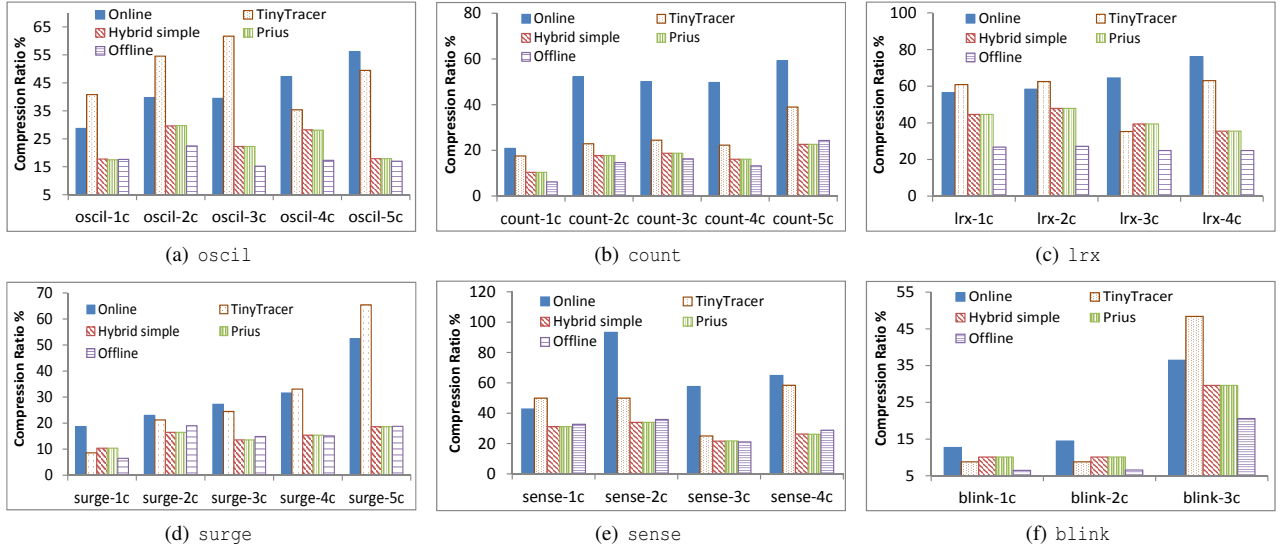 Compression Ratio %
65
55
45
35
25
15
5
Online TinyTracer
Hybrid simple Prius
Offline
oscil-1c oscil-2c oscil-3c oscil-4c oscil-5c
(a) oscil
Compression Ratio %
80
60
40
20
0
Online TinyTracer
Hybrid simple Prius
Offline
count-1c count-2c count-3c count-4c count-5c
(b) count
Compression Ratio %
100
80
60
40
20
0
Online TinyTracer
Hybrid simple Prius
Offline
lrx-1c lrx-2c lrx-3c lrx-4c
(c) lrx
Compression Ratio %
70
60
50
40
30
20
10
0
Online TinyTracer
Hybrid simple Prius
Offline
surge-1c surge-2c surge-3c surge-4c surge-5c
(d) surge
Compression Ratio %
120
100
80
60
40
20
0
Online TinyTracer
Hybrid simple Prius
Offline
sense-1c sense-2c sense-3c sense-4c
(e) sense
Compression Ratio %
55
45
35
25
15
5
Online TinyTracer
Hybrid simple Prius
Offline
blink-1c blink-2c blink-3c
(f) blink